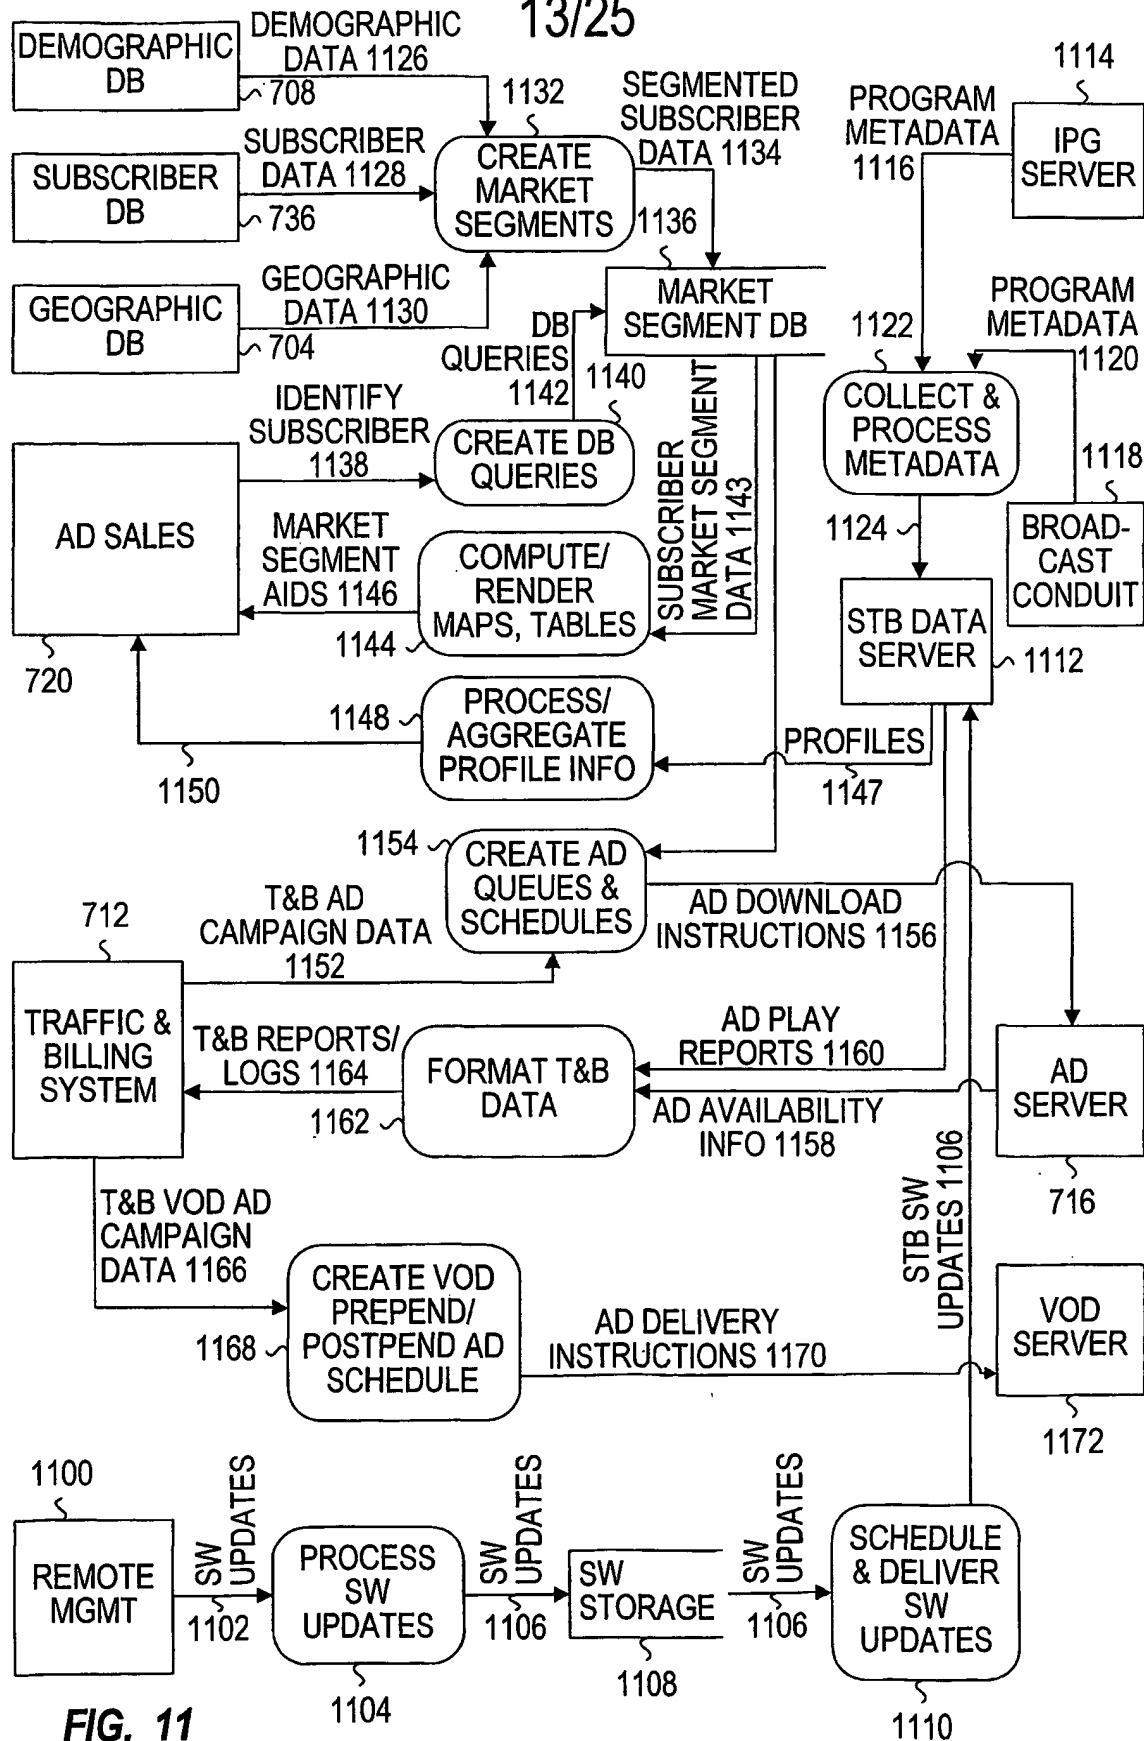 13/25
DEMOGRAPHIC
DB
708
DEMOGRAPHIC
DATA 1126
SUBSCRIBER
DB
736
SUBSCRIBER
DATA 1128
GEOGRAPHIC
DB
704
GEOGRAPHIC
DATA 1130
1132
CREATE
MARKET
SEGMENTS
SEGMENTED
SUBSCRIBER
DATA 1134
1136
MARKET
SEGMENT DB
PROGRAM
METADATA
1116
1114
IPG
SERVER
PROGRAM
METADATA
1120
1122
COLLECT &
PROCESS
METADATA
1118
BROAD-
CAST
CONDUIT
1124
STB DATA
SERVER
1112
DB
QUERIES
1142
1140
CREATE DB
QUERIES
IDENTIFY
SUBSCRIBER
1138
AD SALES
720
MARKET
SEGMENT
AIDS 1146
COMPUTE/
RENDER
MAPS, TABLES
1144
SUBSCRIBER
MARKET SEGMENT
DATA 1143
1148
PROCESS/
AGGREGATE
PROFILE INFO
1150
PROFILES
1147
1154
CREATE AD
QUEUES &
SCHEDULES
T&B AD
CAMPAIGN DATA
1152
AD DOWNLOAD
INSTRUCTIONS 1156
712
TRAFFIC &
BILLING
SYSTEM
T&B REPORTS/
LOGS 1164
FORMAT T&B
DATA
1162
AD PLAY
REPORTS 1160
AD AVAILABILITY
INFO 1158
AD
SERVER
716
STB SW
UPDATES 1106
T&B VOD AD
CAMPAIGN
DATA 1166
CREATE VOD
PREPEND/
POSTPEND AD
SCHEDULE
1168
AD DELIVERY
INSTRUCTIONS 1170
VOD
SERVER
1172
1100
REMOTE
MGMT
SW
UPDATES
1102
PROCESS
SW
UPDATES
1104
SW
UPDATES
1106
SW
STORAGE
1108
SW
UPDATES
1106
SCHEDULE
& DELIVER
SW
UPDATES
1110
FIG. 11